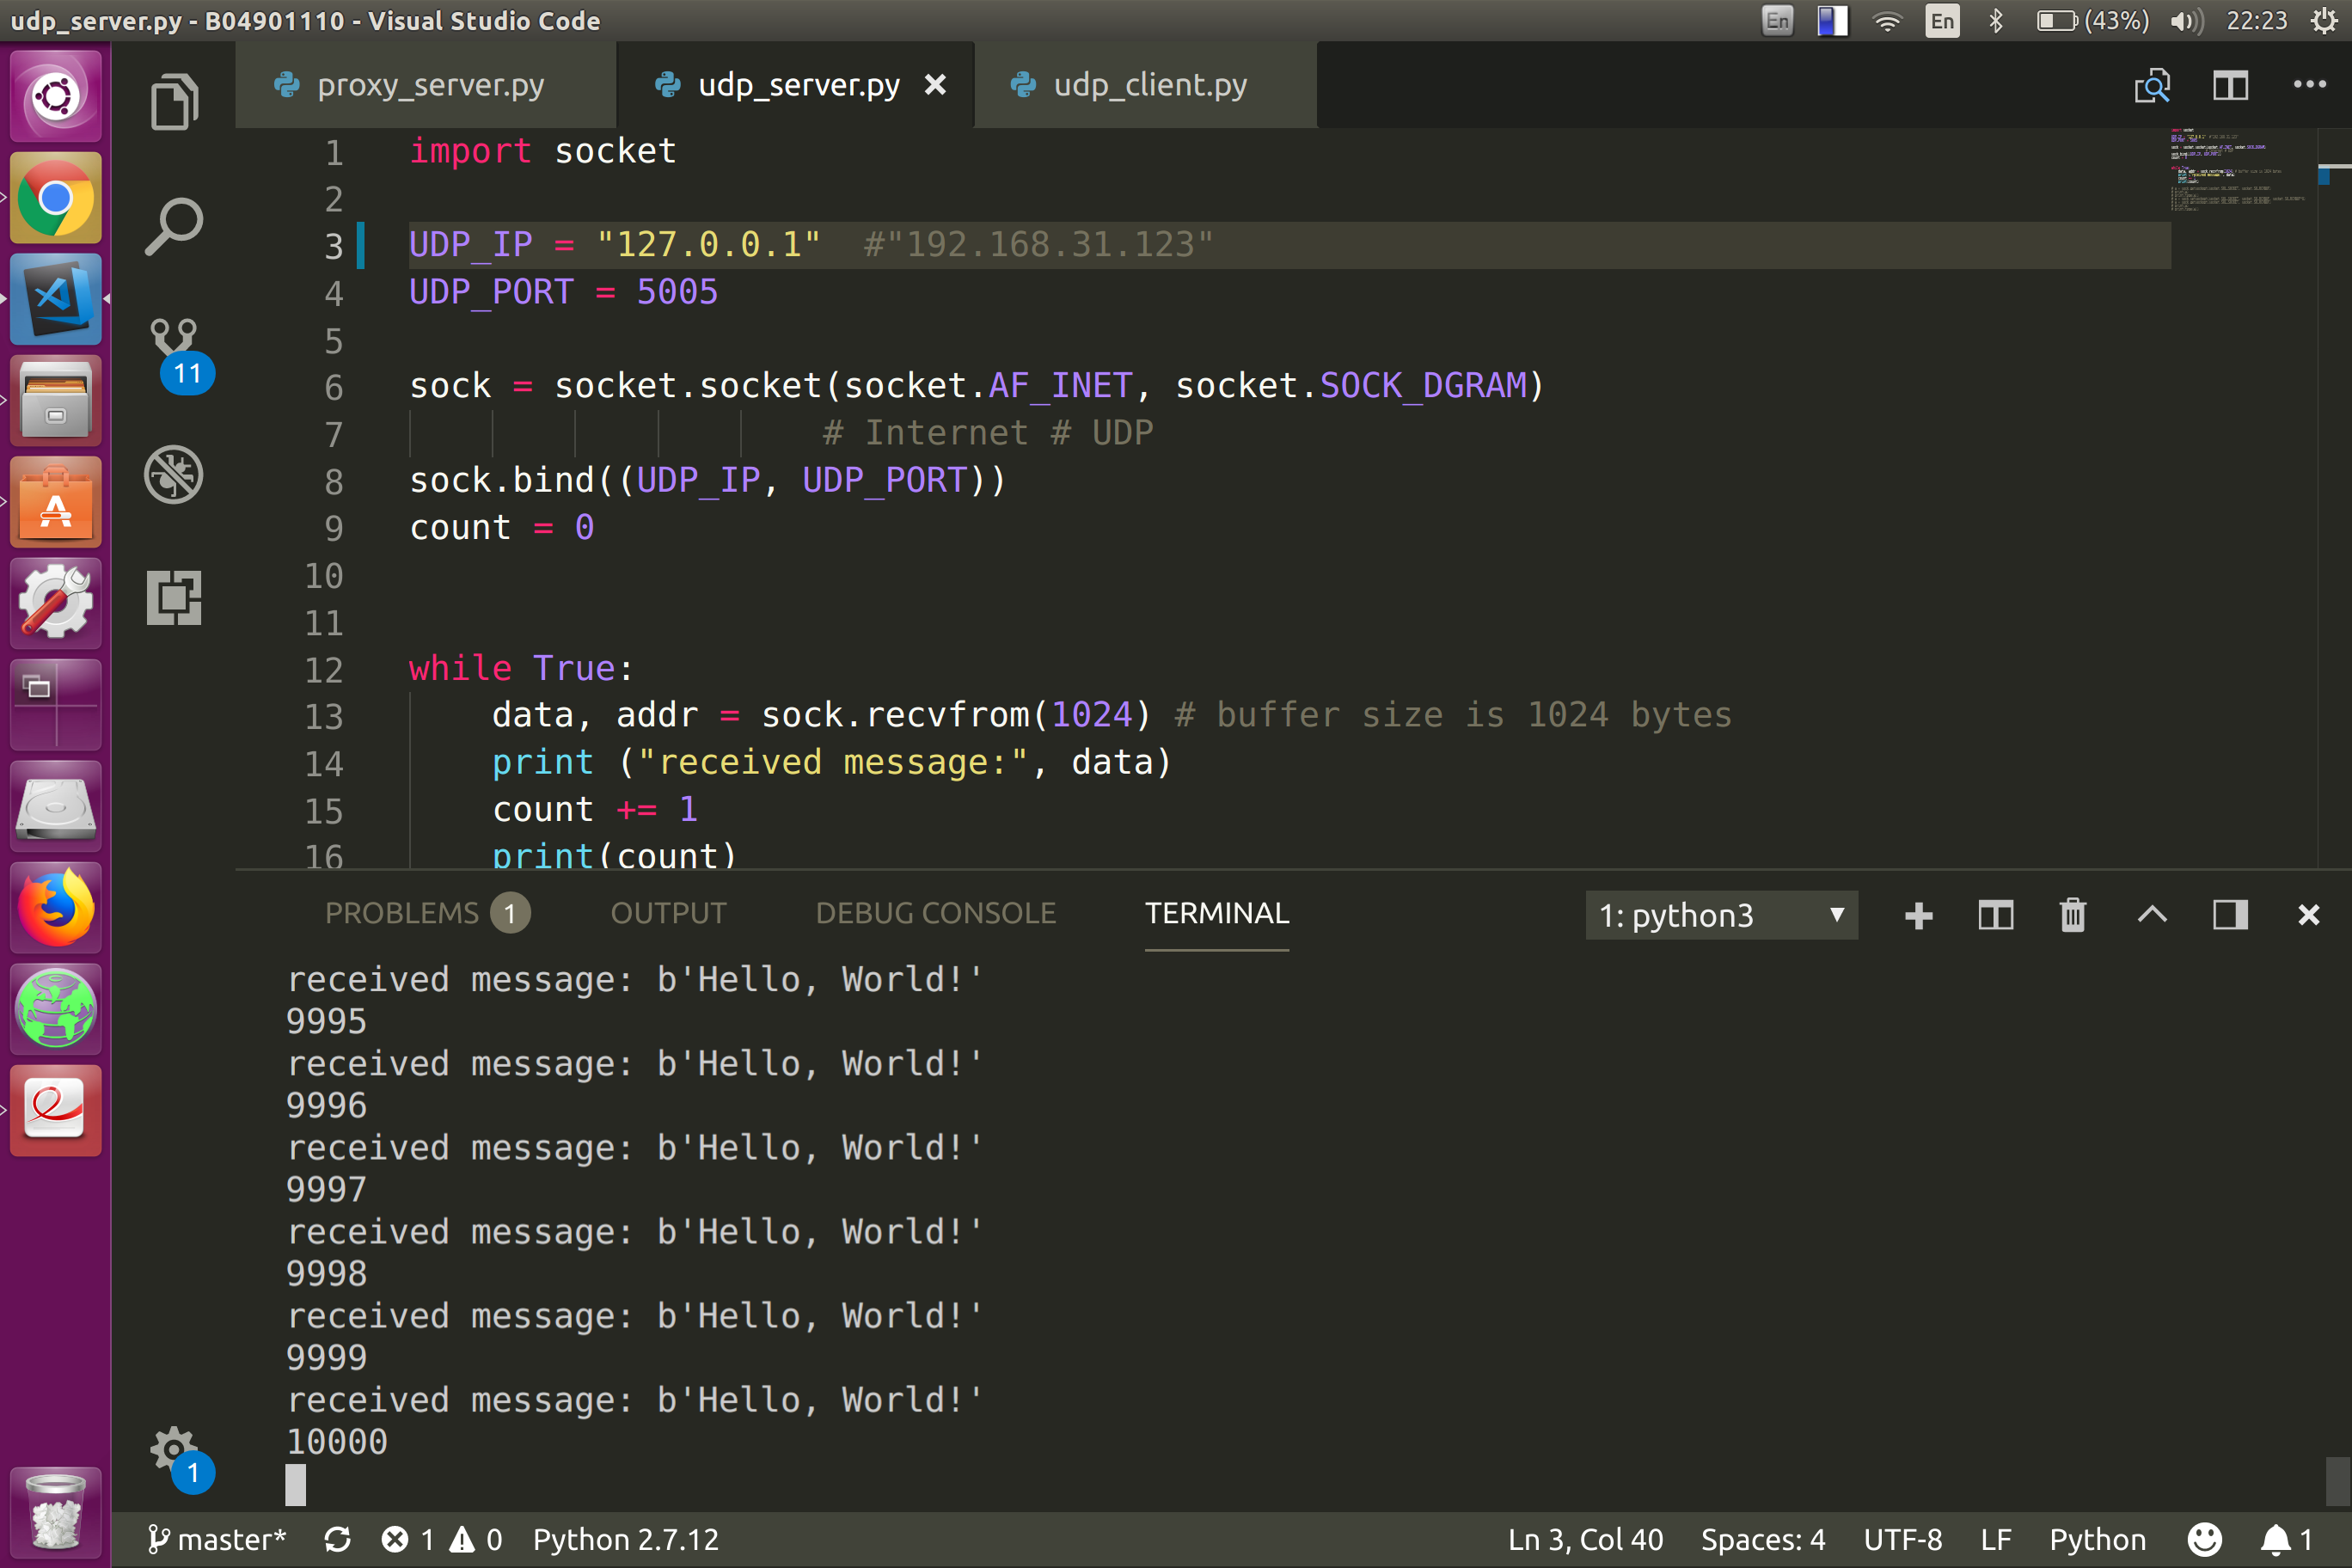 udp_server.py - B04901110 - Visual Studio Code
En
En
(43%)
22:23
proxy_server.py
udp_server.py
udp_client.py
11
1 import socket
2
3 UDP_IP = "127.0.0.1"  #"192.168.31.123"
4 UDP_PORT = 5005
5
6 sock = socket.socket(socket.AF_INET, socket.SOCK_DGRAM)
7                     # Internet # UDP
8 sock.bind((UDP_IP, UDP_PORT))
9 count = 0
10
11
12 while True:
13     data, addr = sock.recvfrom(1024) # buffer size is 1024 bytes
14     print ("received message:", data)
15     count += 1
16     print(count)
PROBLEMS 1 OUTPUT DEBUG CONSOLE TERMINAL
1: python3
received message: b'Hello, World!'
9995
received message: b'Hello, World!'
9996
received message: b'Hello, World!'
9997
received message: b'Hello, World!'
9998
received message: b'Hello, World!'
9999
received message: b'Hello, World!'
10000
1
master* 1 0 Python 2.7.12 Ln 3, Col 40 Spaces: 4 UTF-8 LF Python 1